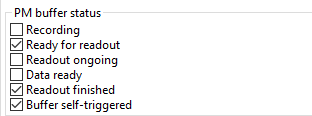 PM buffer status
Recording
Ready for readout
Readout ongoing
Data ready
Readout finished
Buffer self-triggered